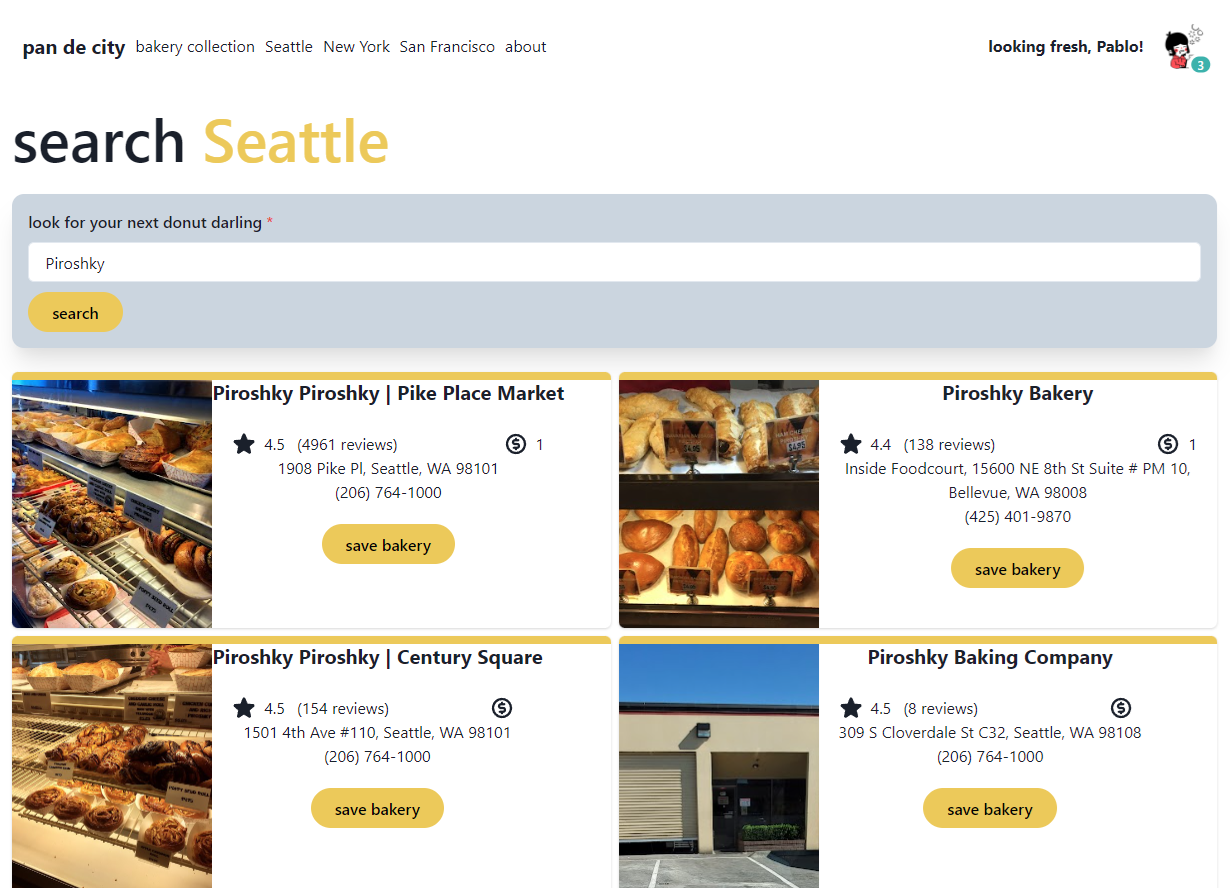 pan de city bakery collection Seattle New York San Francisco about looking fresh, Pablo!
3
search Seattle
look for your next donut darling *
Piroshky
search
Piroshky Piroshky | Pike Place Market
4.5 (4961 reviews) 1
1908 Pike Pl, Seattle, WA 98101
(206) 764-1000
save bakery
Piroshky Bakery
4.4 (138 reviews) 1
Inside Foodcourt, 15600 NE 8th St Suite # PM 10,
Bellevue, WA 98008
(425) 401-9870
save bakery
Piroshky Piroshky | Century Square
4.5 (154 reviews)
1501 4th Ave #110, Seattle, WA 98101
(206) 764-1000
save bakery
Piroshky Baking Company
4.5 (8 reviews)
309 S Cloverdale St C32, Seattle, WA 98108
(206) 764-1000
save bakery